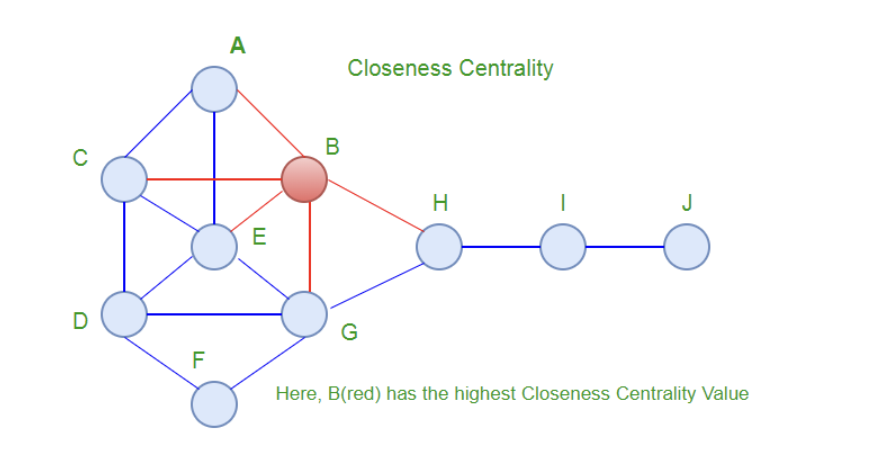 A
Closeness Centrality
B
C
H
I
J
E
D
G
F
Here, B(red) has the highest Closeness Centrality Value